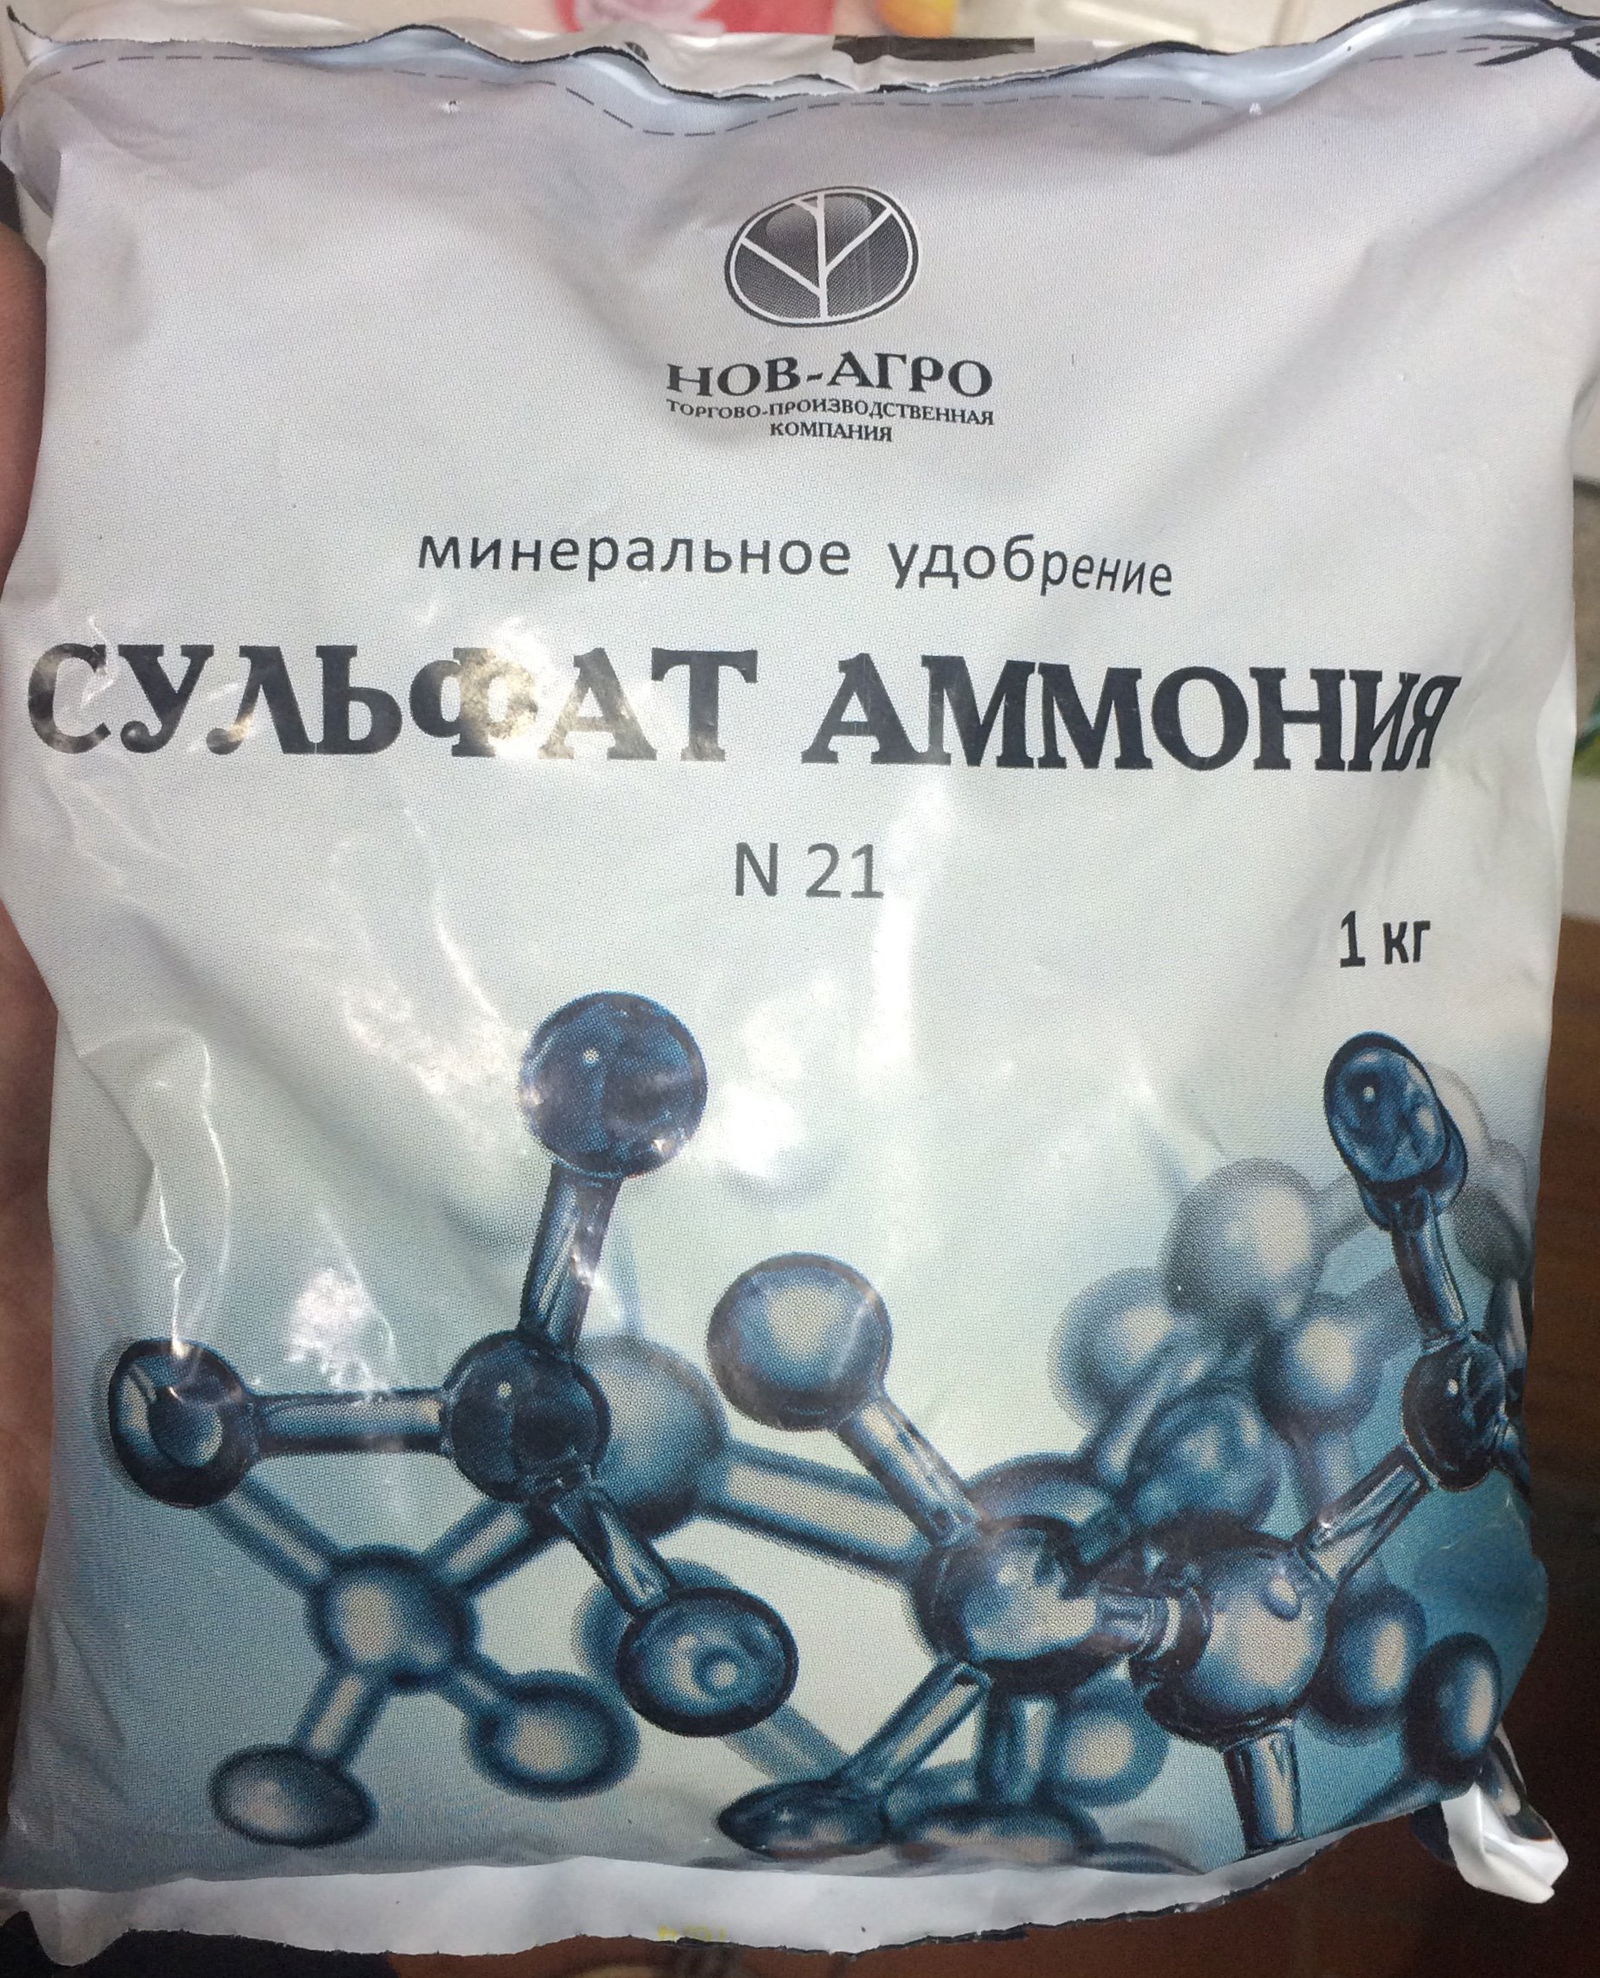 НОВ-АГРО
ТОРГОВО-ПРОИЗВОДСТВЕННАЯ
КОМПАНИЯ
минеральное удобрение
СУЛЬФАТ АММОНИЯ
N 21
1 кг